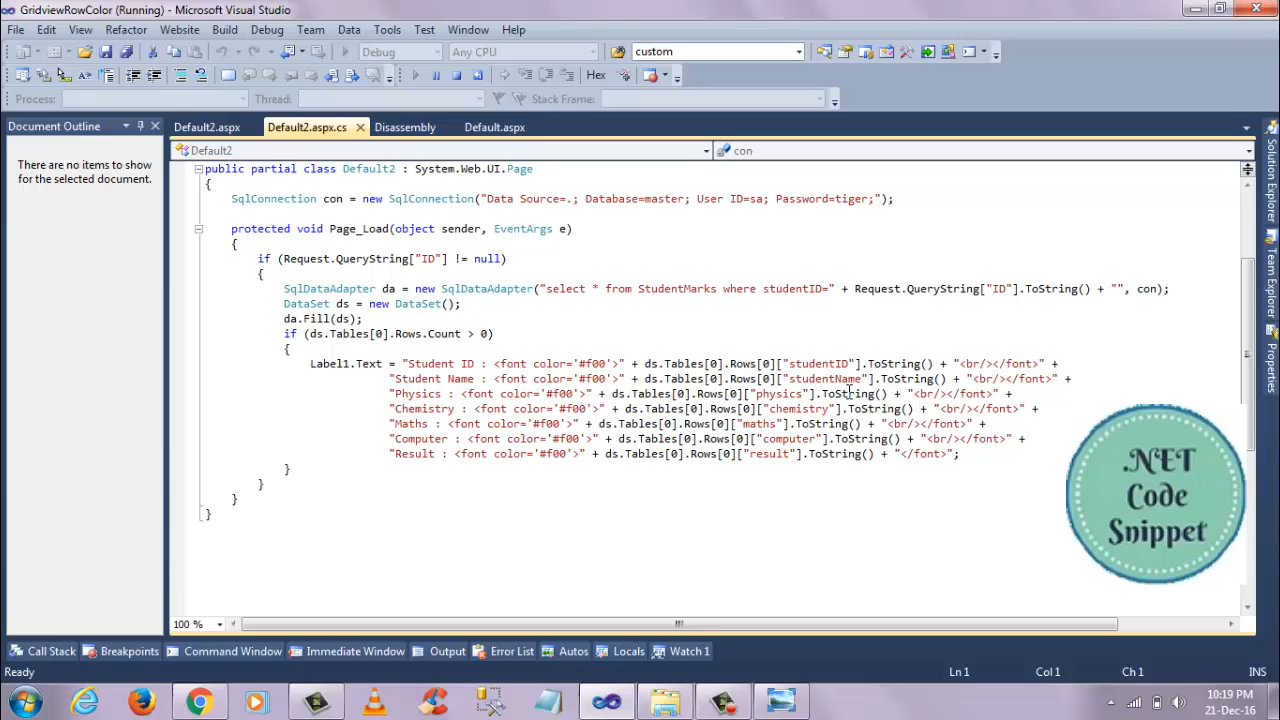 GridviewRowColor (Running) - Microsoft Visual Studio
File Edit View Refactor Website Build Debug Team Data Tools Test Window Help
Debug Any CPU custom
Hex
Process: Thread: Stack Frame:
Document Outline Default2.aspx Default2.aspx.cs Disassembly Default.aspx
Default2 con
There are no items to show
for the selected document.
public partial class Default2 : System.Web.UI.Page
{
SqlConnection con = new SqlConnection("Data Source=.; Database=master; User ID=sa; Password=tiger;");
protected void Page_Load(object sender, EventArgs e)
{
if (Request.QueryString["ID"] != null)
{
SqlDataAdapter da = new SqlDataAdapter("select * from StudentMarks where studentID=" + Request.QueryString["ID"].ToString() + "", con);
DataSet ds = new DataSet();
da.Fill(ds);
if (ds.Tables[0].Rows.Count > 0)
{
Label1.Text = "Student ID : <font color='#f00'>" + ds.Tables[0].Rows[0]["studentID"].ToString() + "<br/></font>" +
"Student Name : <font color='#f00'>" + ds.Tables[0].Rows[0]["studentName"].ToString() + "<br/></font>" +
"Physics : <font color='#f00'>" + ds.Tables[0].Rows[0]["physics"].ToString() + "<br/></font>" +
"Chemistry : <font color='#f00'>" + ds.Tables[0].Rows[0]["chemistry"].ToString() + "<br/></font>" +
"Maths : <font color='#f00'>" + ds.Tables[0].Rows[0]["maths"].ToString() + "<br/></font>" +
"Computer : <font color='#f00'>" + ds.Tables[0].Rows[0]["computer"].ToString() + "<br/></font>" +
"Result : <font color='#f00'>" + ds.Tables[0].Rows[0]["result"].ToString() + "</font>";
}
}
}
}
.NET
Code
Snippet
Solution Explorer
Team Explorer
Properties
100 %
Call Stack Breakpoints Command Window Immediate Window Output Error List Autos Locals Watch 1
Ready Ln 1 Col 1 Ch 1 INS
10:19 PM
21-Dec-16